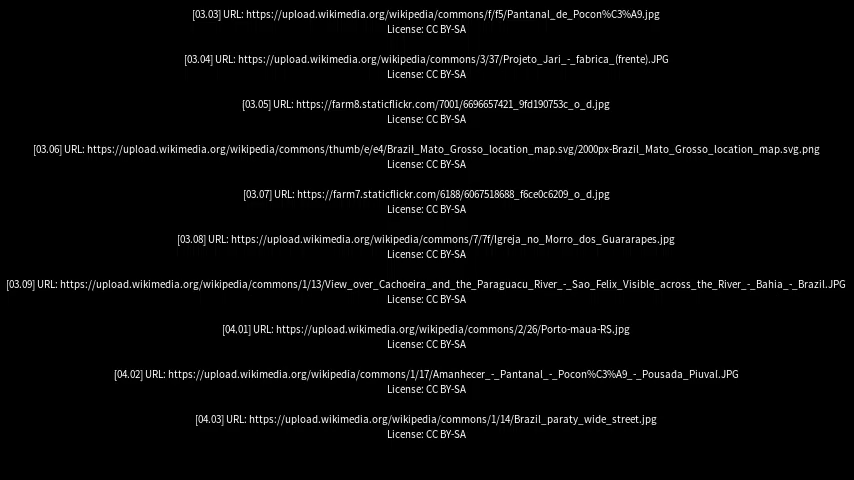 [03.03] URL: https://upload.wikimedia.org/wikipedia/commons/f/f5/Pantanal_de_Pocon%C3%A9.jpg
License: CC BY-SA
[03.04] URL: https://upload.wikimedia.org/wikipedia/commons/3/37/Projeto_Jari_-_fabrica_(frente).JPG
License: CC BY-SA
[03.05] URL: https://farm8.staticflickr.com/7001/6696657421_9fd190753c_o_d.jpg
License: CC BY-SA
[03.06] URL: https://upload.wikimedia.org/wikipedia/commons/thumb/e/e4/Brazil_Mato_Grosso_location_map.svg/2000px-Brazil_Mato_Grosso_location_map.svg.png
License: CC BY-SA
[03.07] URL: https://farm7.staticflickr.com/6188/6067518688_f6ce0c6209_o_d.jpg
License: CC BY-SA
[03.08] URL: https://upload.wikimedia.org/wikipedia/commons/7/7f/Igreja_no_Morro_dos_Guararapes.jpg
License: CC BY-SA
[03.09] URL: https://upload.wikimedia.org/wikipedia/commons/1/13/View_over_Cachoeira_and_the_Paraguacu_River_-_Sao_Felix_Visible_across_the_River_-_Bahia_-_Brazil.JPG
License: CC BY-SA
[04.01] URL: https://upload.wikimedia.org/wikipedia/commons/2/26/Porto-maua-RS.jpg
License: CC BY-SA
[04.02] URL: https://upload.wikimedia.org/wikipedia/commons/1/17/Amanhecer_-_Pantanal_-_Pocon%C3%A9_-_Pousada_Piuval.JPG
License: CC BY-SA
[04.03] URL: https://upload.wikimedia.org/wikipedia/commons/1/14/Brazil_paraty_wide_street.jpg
License: CC BY-SA